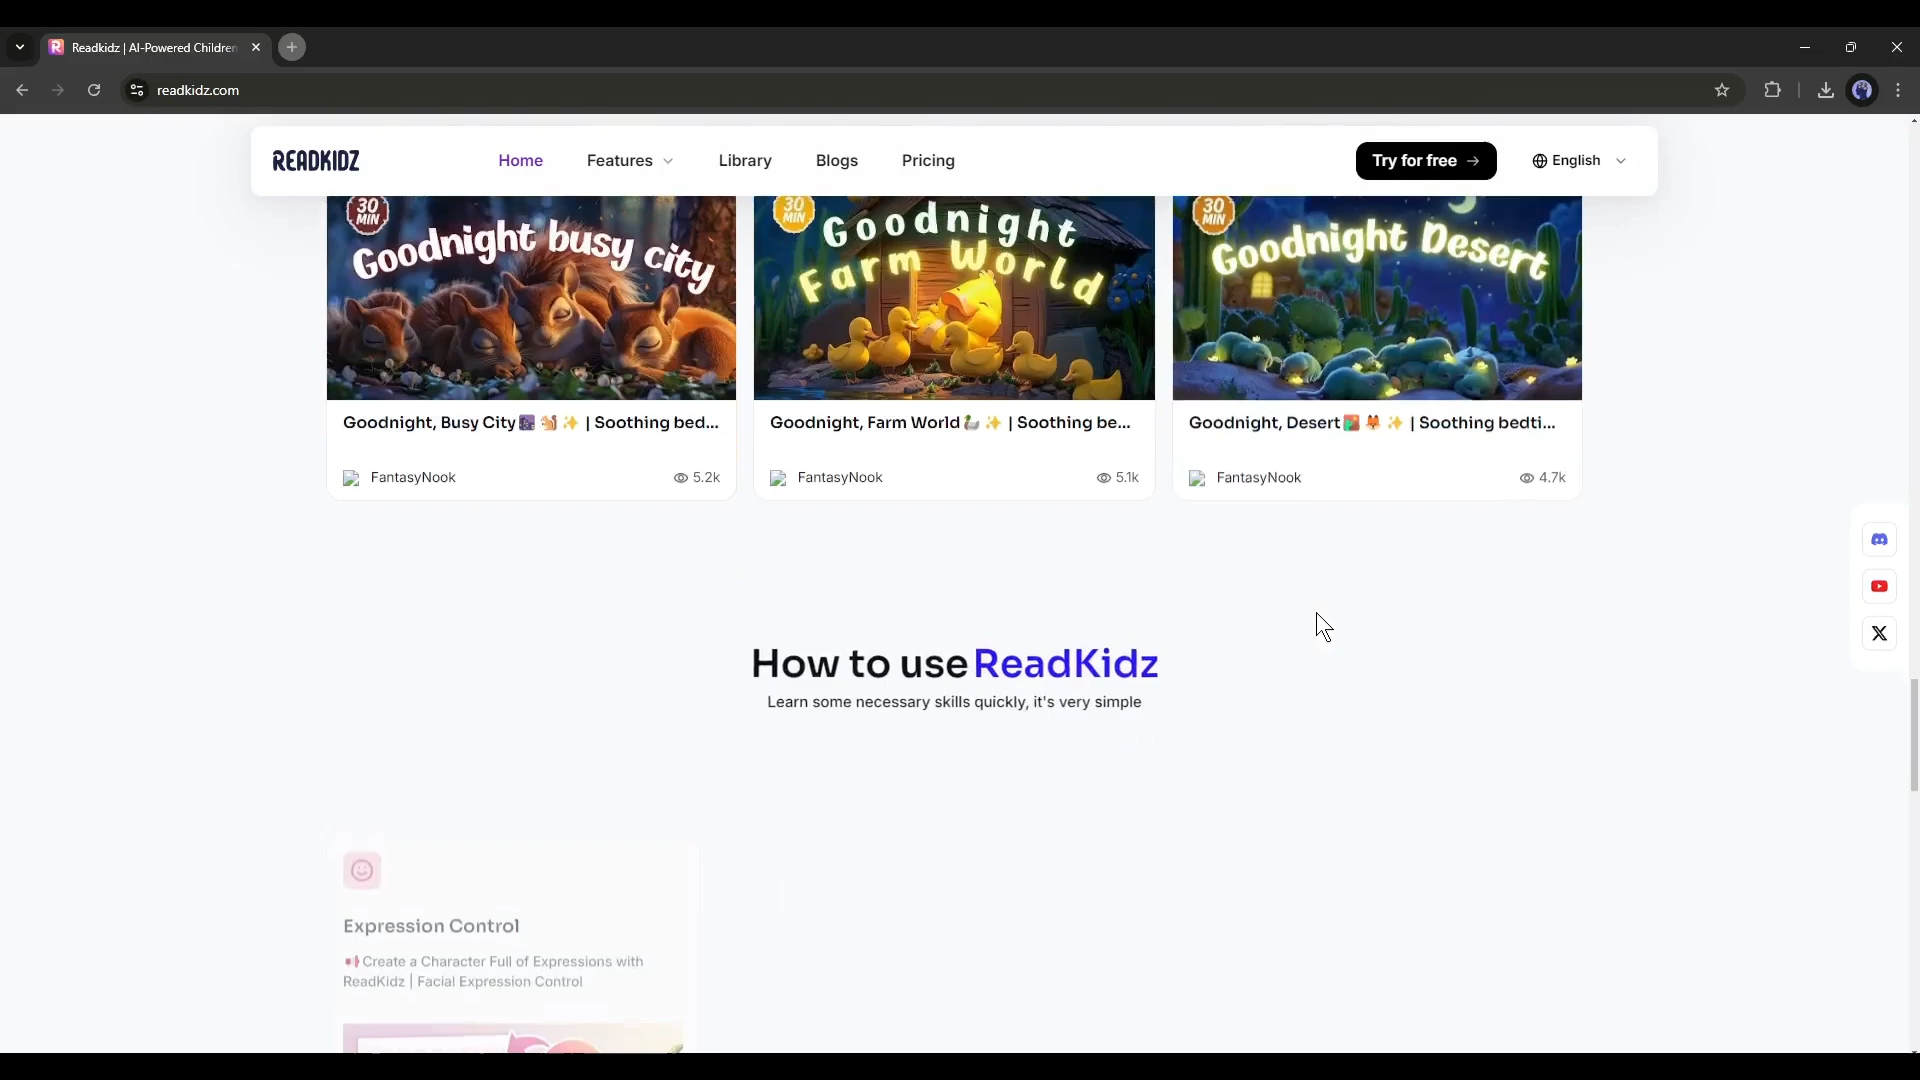 Readkidz | AI-Powered Children
readkidz.com
READKIDZ
Home
Features
Library
Blogs
Pricing
Try for free →
English
30 MIN
Goodnight busy city
30 MIN
Goodnight
Farm World
30 MIN
Goodnight Desert
Goodnight, Busy City🌆 🐿️ ✨ | Soothing bed...
Goodnight, Farm World🦆 ✨ | Soothing be...
Goodnight, Desert🏜️ 🦊 ✨ | Soothing bedti...
FantasyNook
5.2k
FantasyNook
5.1k
FantasyNook
4.7k
How to use ReadKidz
Learn some necessary skills quickly, it's very simple
Expression Control
Create a Character Full of Expressions with
ReadKidz | Facial Expression Control